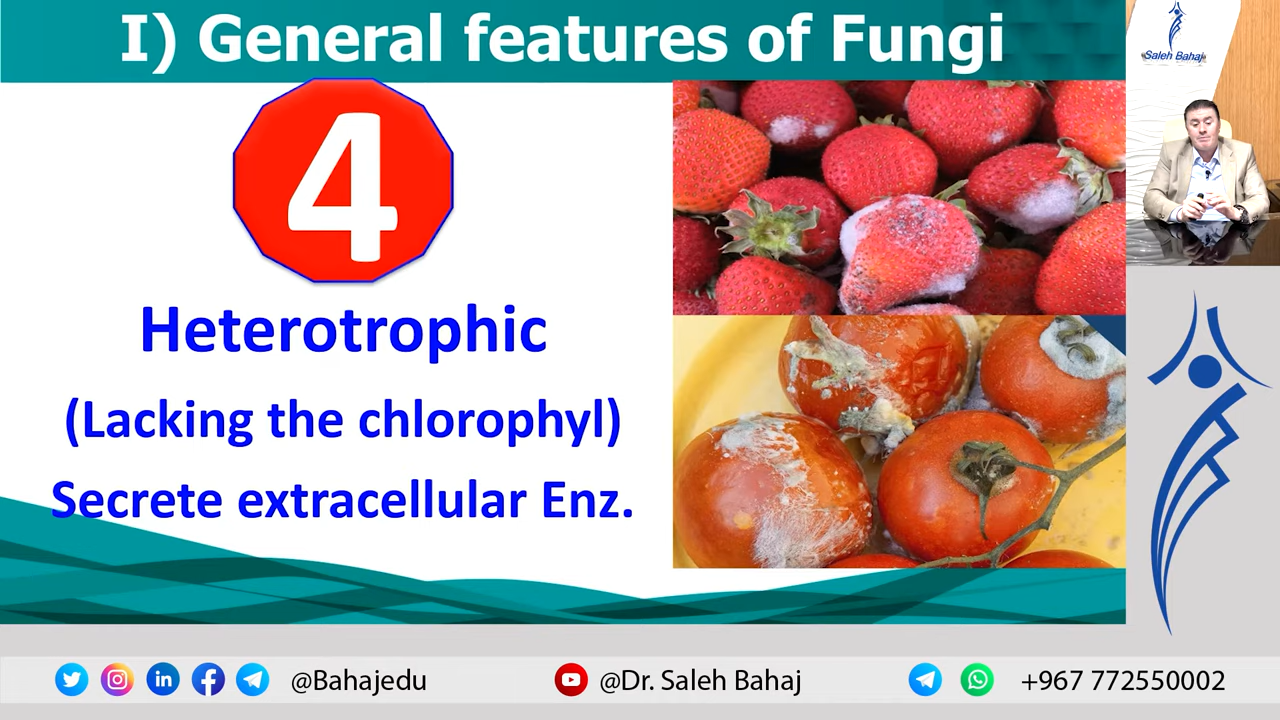 I) General features of Fungi
Saleh Bahaj
4
Heterotrophic
(Lacking the chlorophyl)
Secrete extracellular Enz.
@Bahajedu
@Dr. Saleh Bahaj
+967 772550002